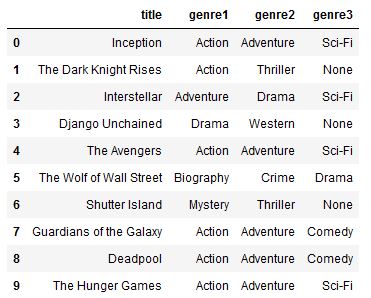 title genre1 genre2 genre3
0 Inception Action Adventure Sci-Fi
1 The Dark Knight Rises Action Thriller None
2 Interstellar Adventure Drama Sci-Fi
3 Django Unchained Drama Western None
4 The Avengers Action Adventure Sci-Fi
5 The Wolf of Wall Street Biography Crime Drama
6 Shutter Island Mystery Thriller None
7 Guardians of the Galaxy Action Adventure Comedy
8 Deadpool Action Adventure Comedy
9 The Hunger Games Action Adventure Sci-Fi